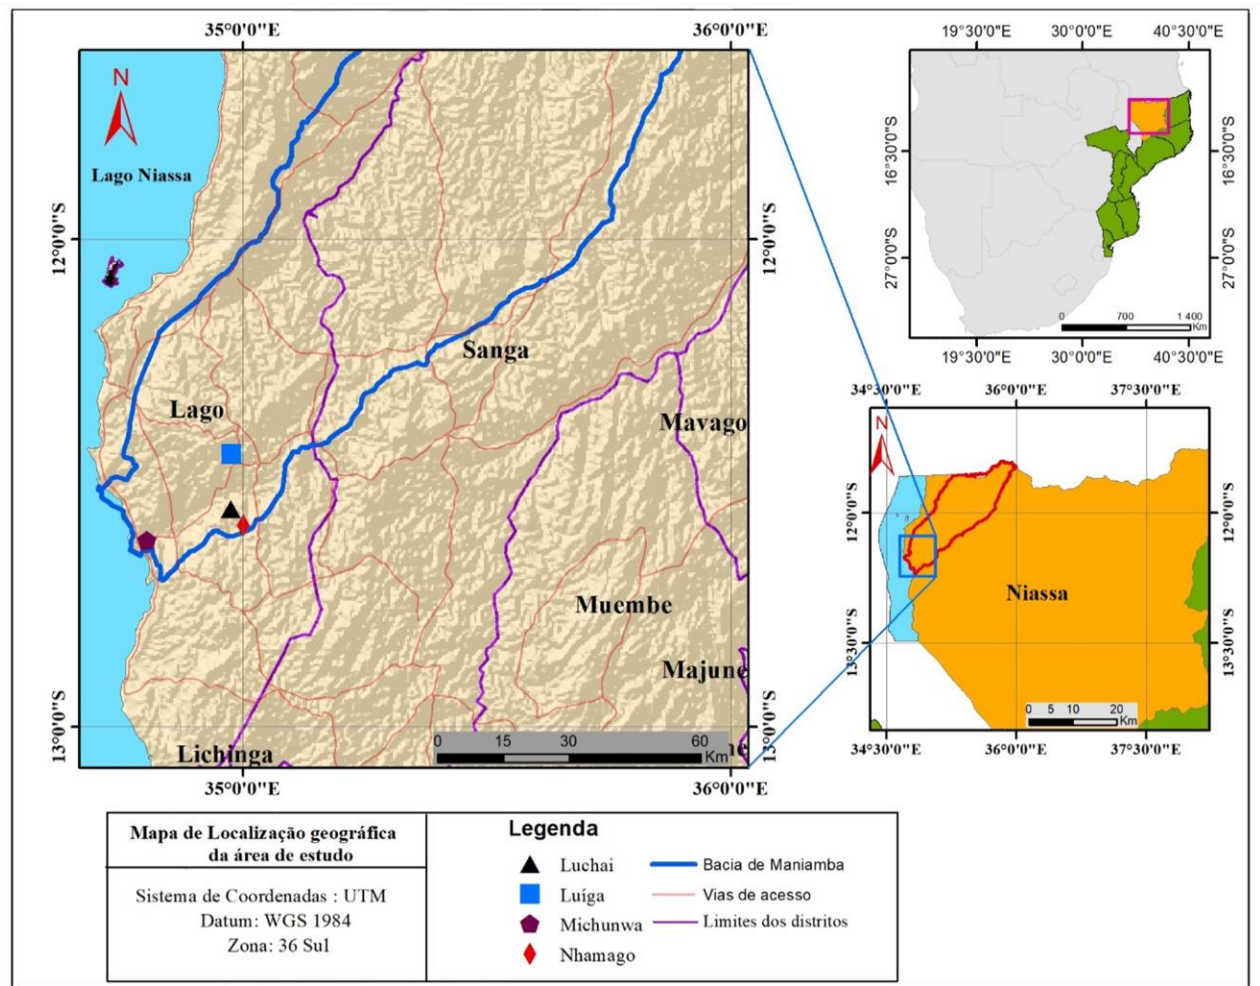 35°0'0"E
36°0'0"E
N
Lago Niassa
12°0'0"S
12°0'0"S
Sanga
Lago
Mavago
Muembe
Majune
13°0'0"S
13°0'0"S
Lichinga
0 15 30 60
Km
ne
35°0'0"E
36°0'0"E
19°30'0"E
30°0'0"E
40°30'0"E
16°30'0"S
16°30'0"S
27°0'0"S
27°0'0"S
0 700 1 400
Km
19°30'0"E
30°0'0"E
40°30'0"E
34°30'0"E
36°0'0"E
37°30'0"E
N
12°0'0"S
12°0'0"S
Niassa
13°30'0"S
13°30'0"S
0 5 10 20
Km
34°30'0"E
36°0'0"E
37°30'0"E
Mapa de Localização geográfica
da área de estudo
Sistema de Coordenadas : UTM
Datum: WGS 1984
Zona: 36 Sul
Legenda
Luchai
Luíga
Michunwa
Nhamago
Bacia de Maniamba
Vias de acesso
Limites dos distritos